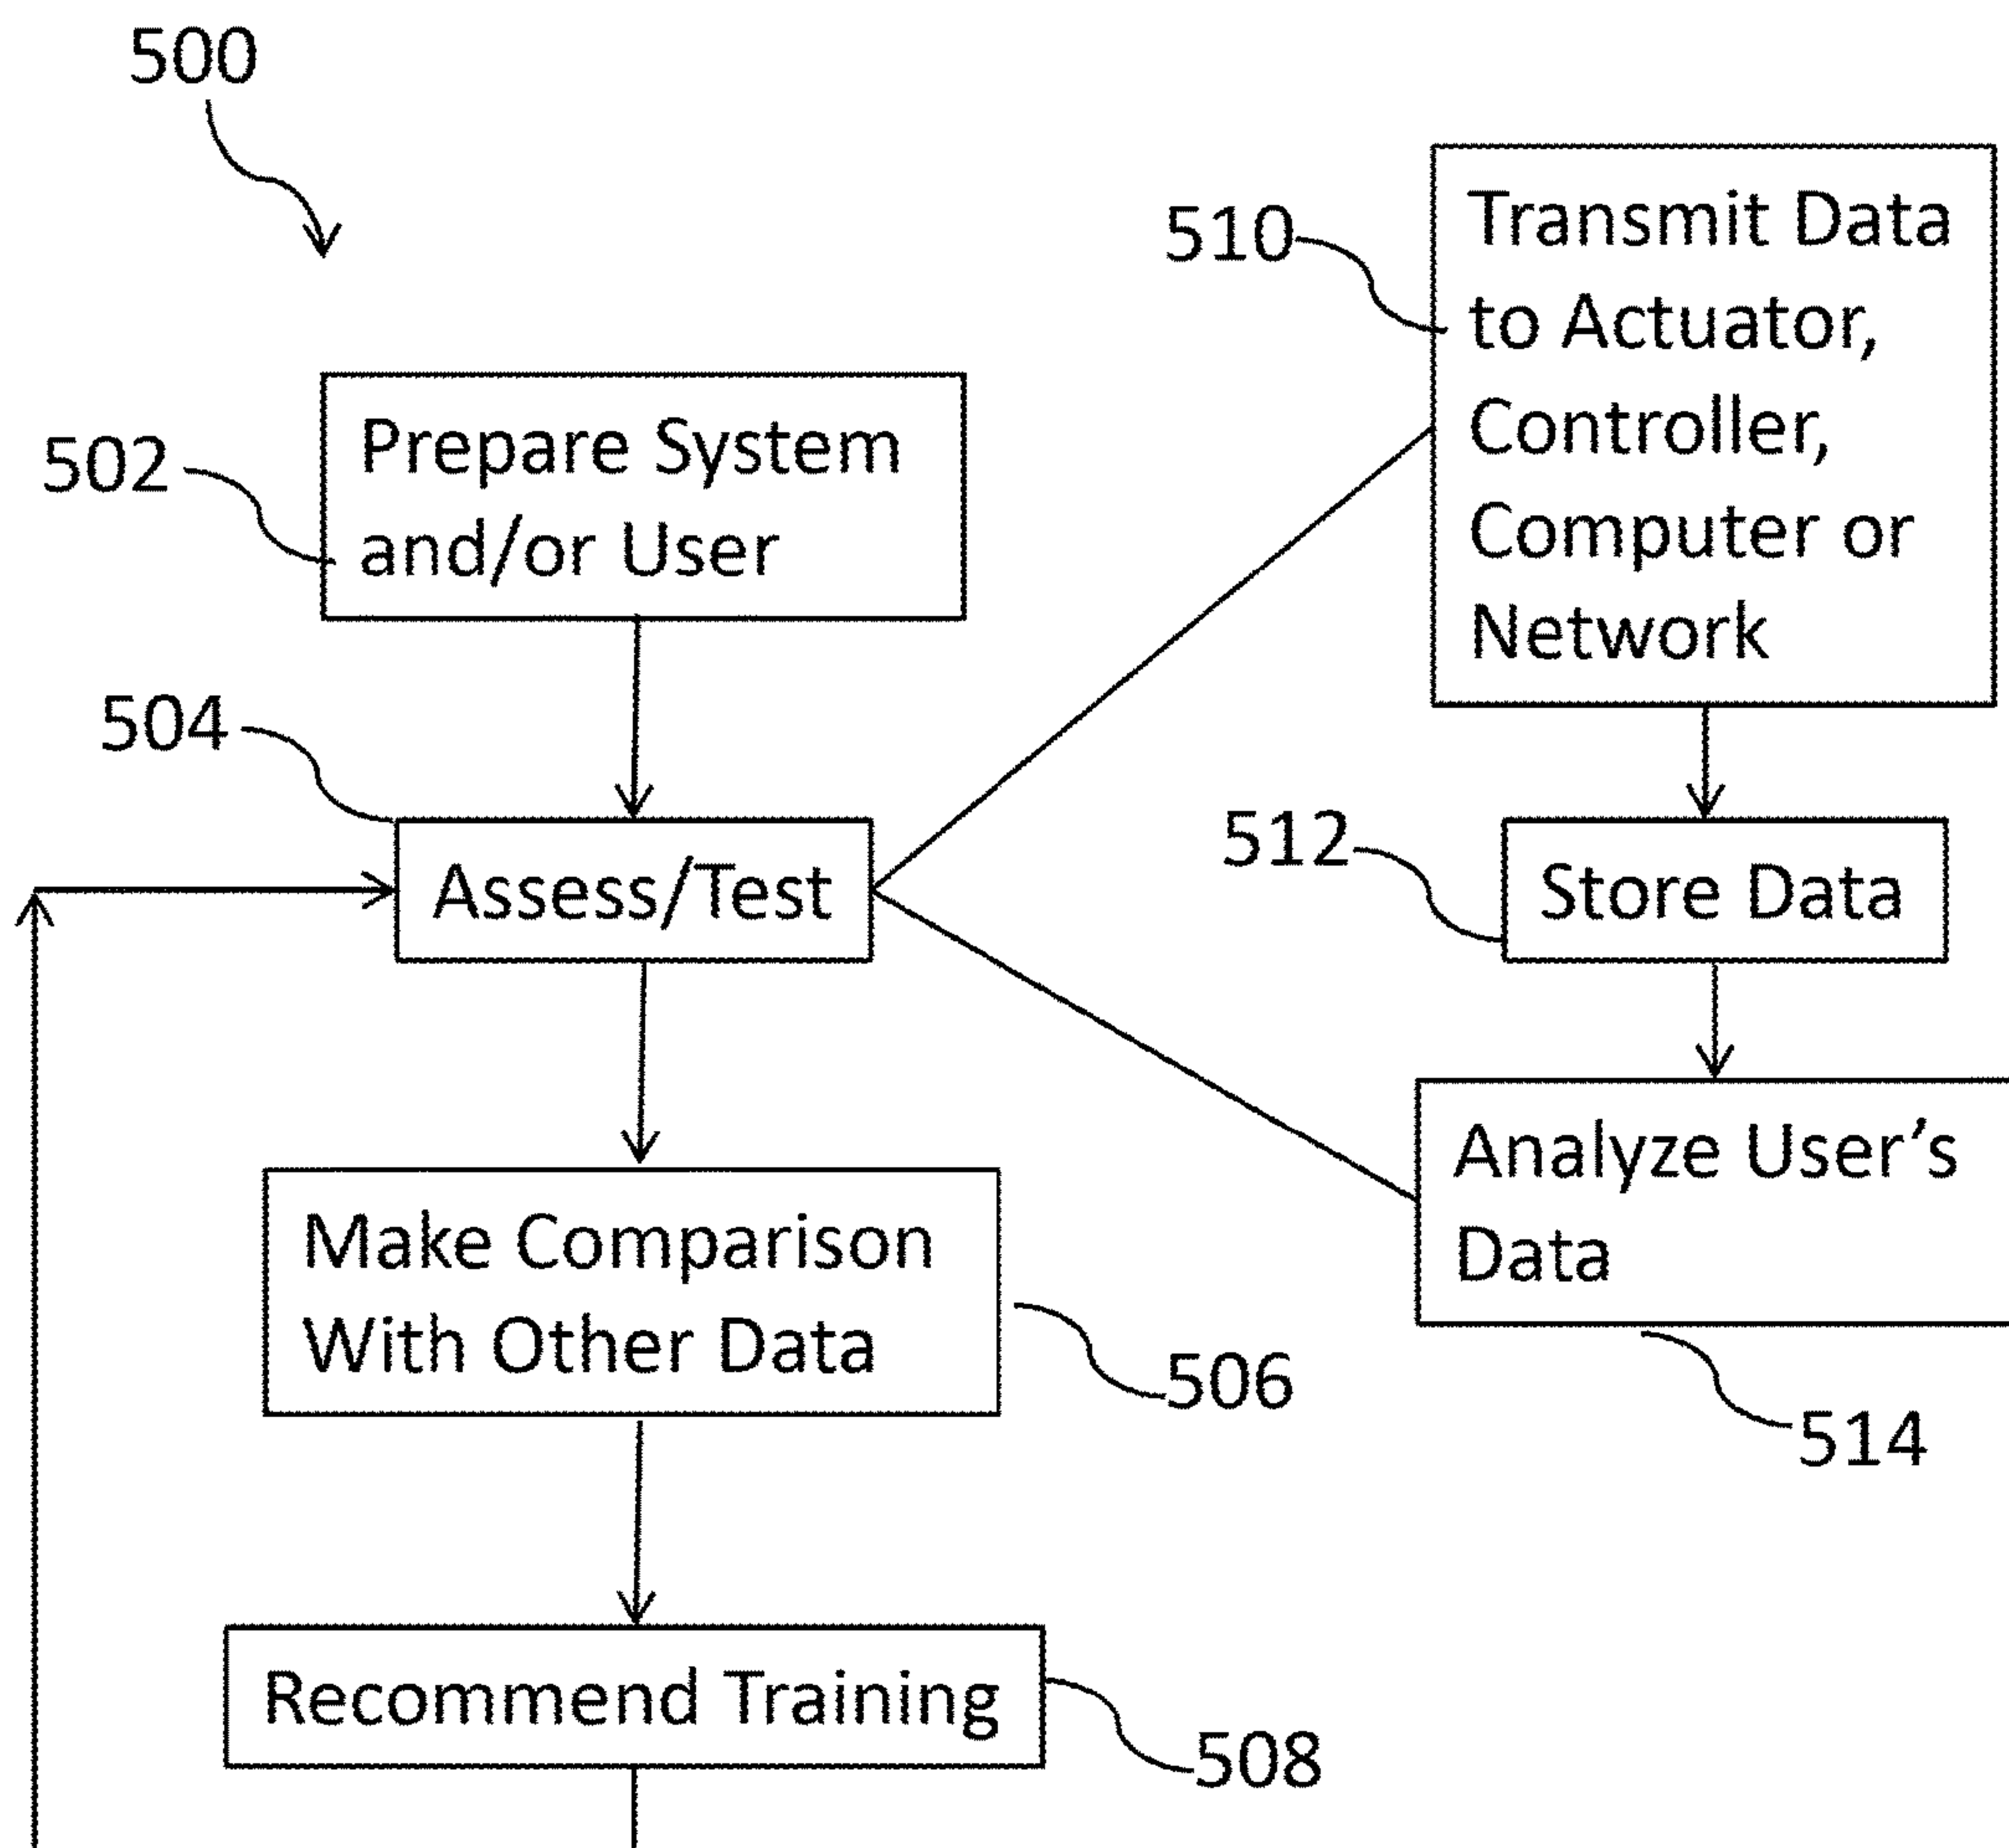 500
502
Prepare System
and/or User
504
Assess/Test
Make Comparison
With Other Data
506
Recommend Training
508
510
Transmit Data
to Actuator,
Controller,
Computer or
Network
512
Store Data
Analyze User’s
Data
514